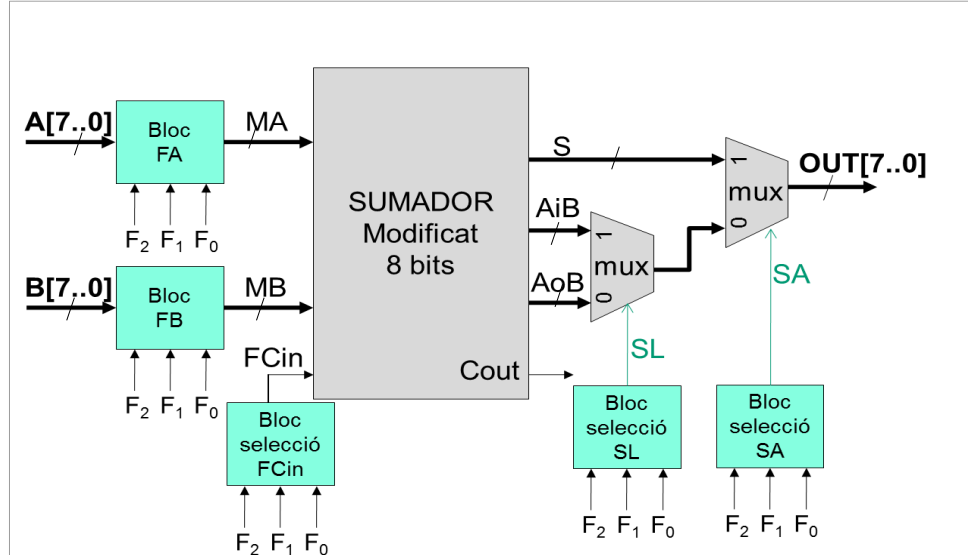 A[7..0]
Bloc
FA
MA
F2 F1 F0
B[7..0]
Bloc
FB
MB
F2 F1 F0
FCin
Bloc
selecció
FCin
F2 F1 F0
SUMADOR
Modificat
8 bits
Cout
S
AiB
AoB
1
mux
0
SL
Bloc
selecció
SL
F2 F1 F0
1
mux
0
SA
Bloc
selecció
SA
F2 F1 F0
OUT[7..0]